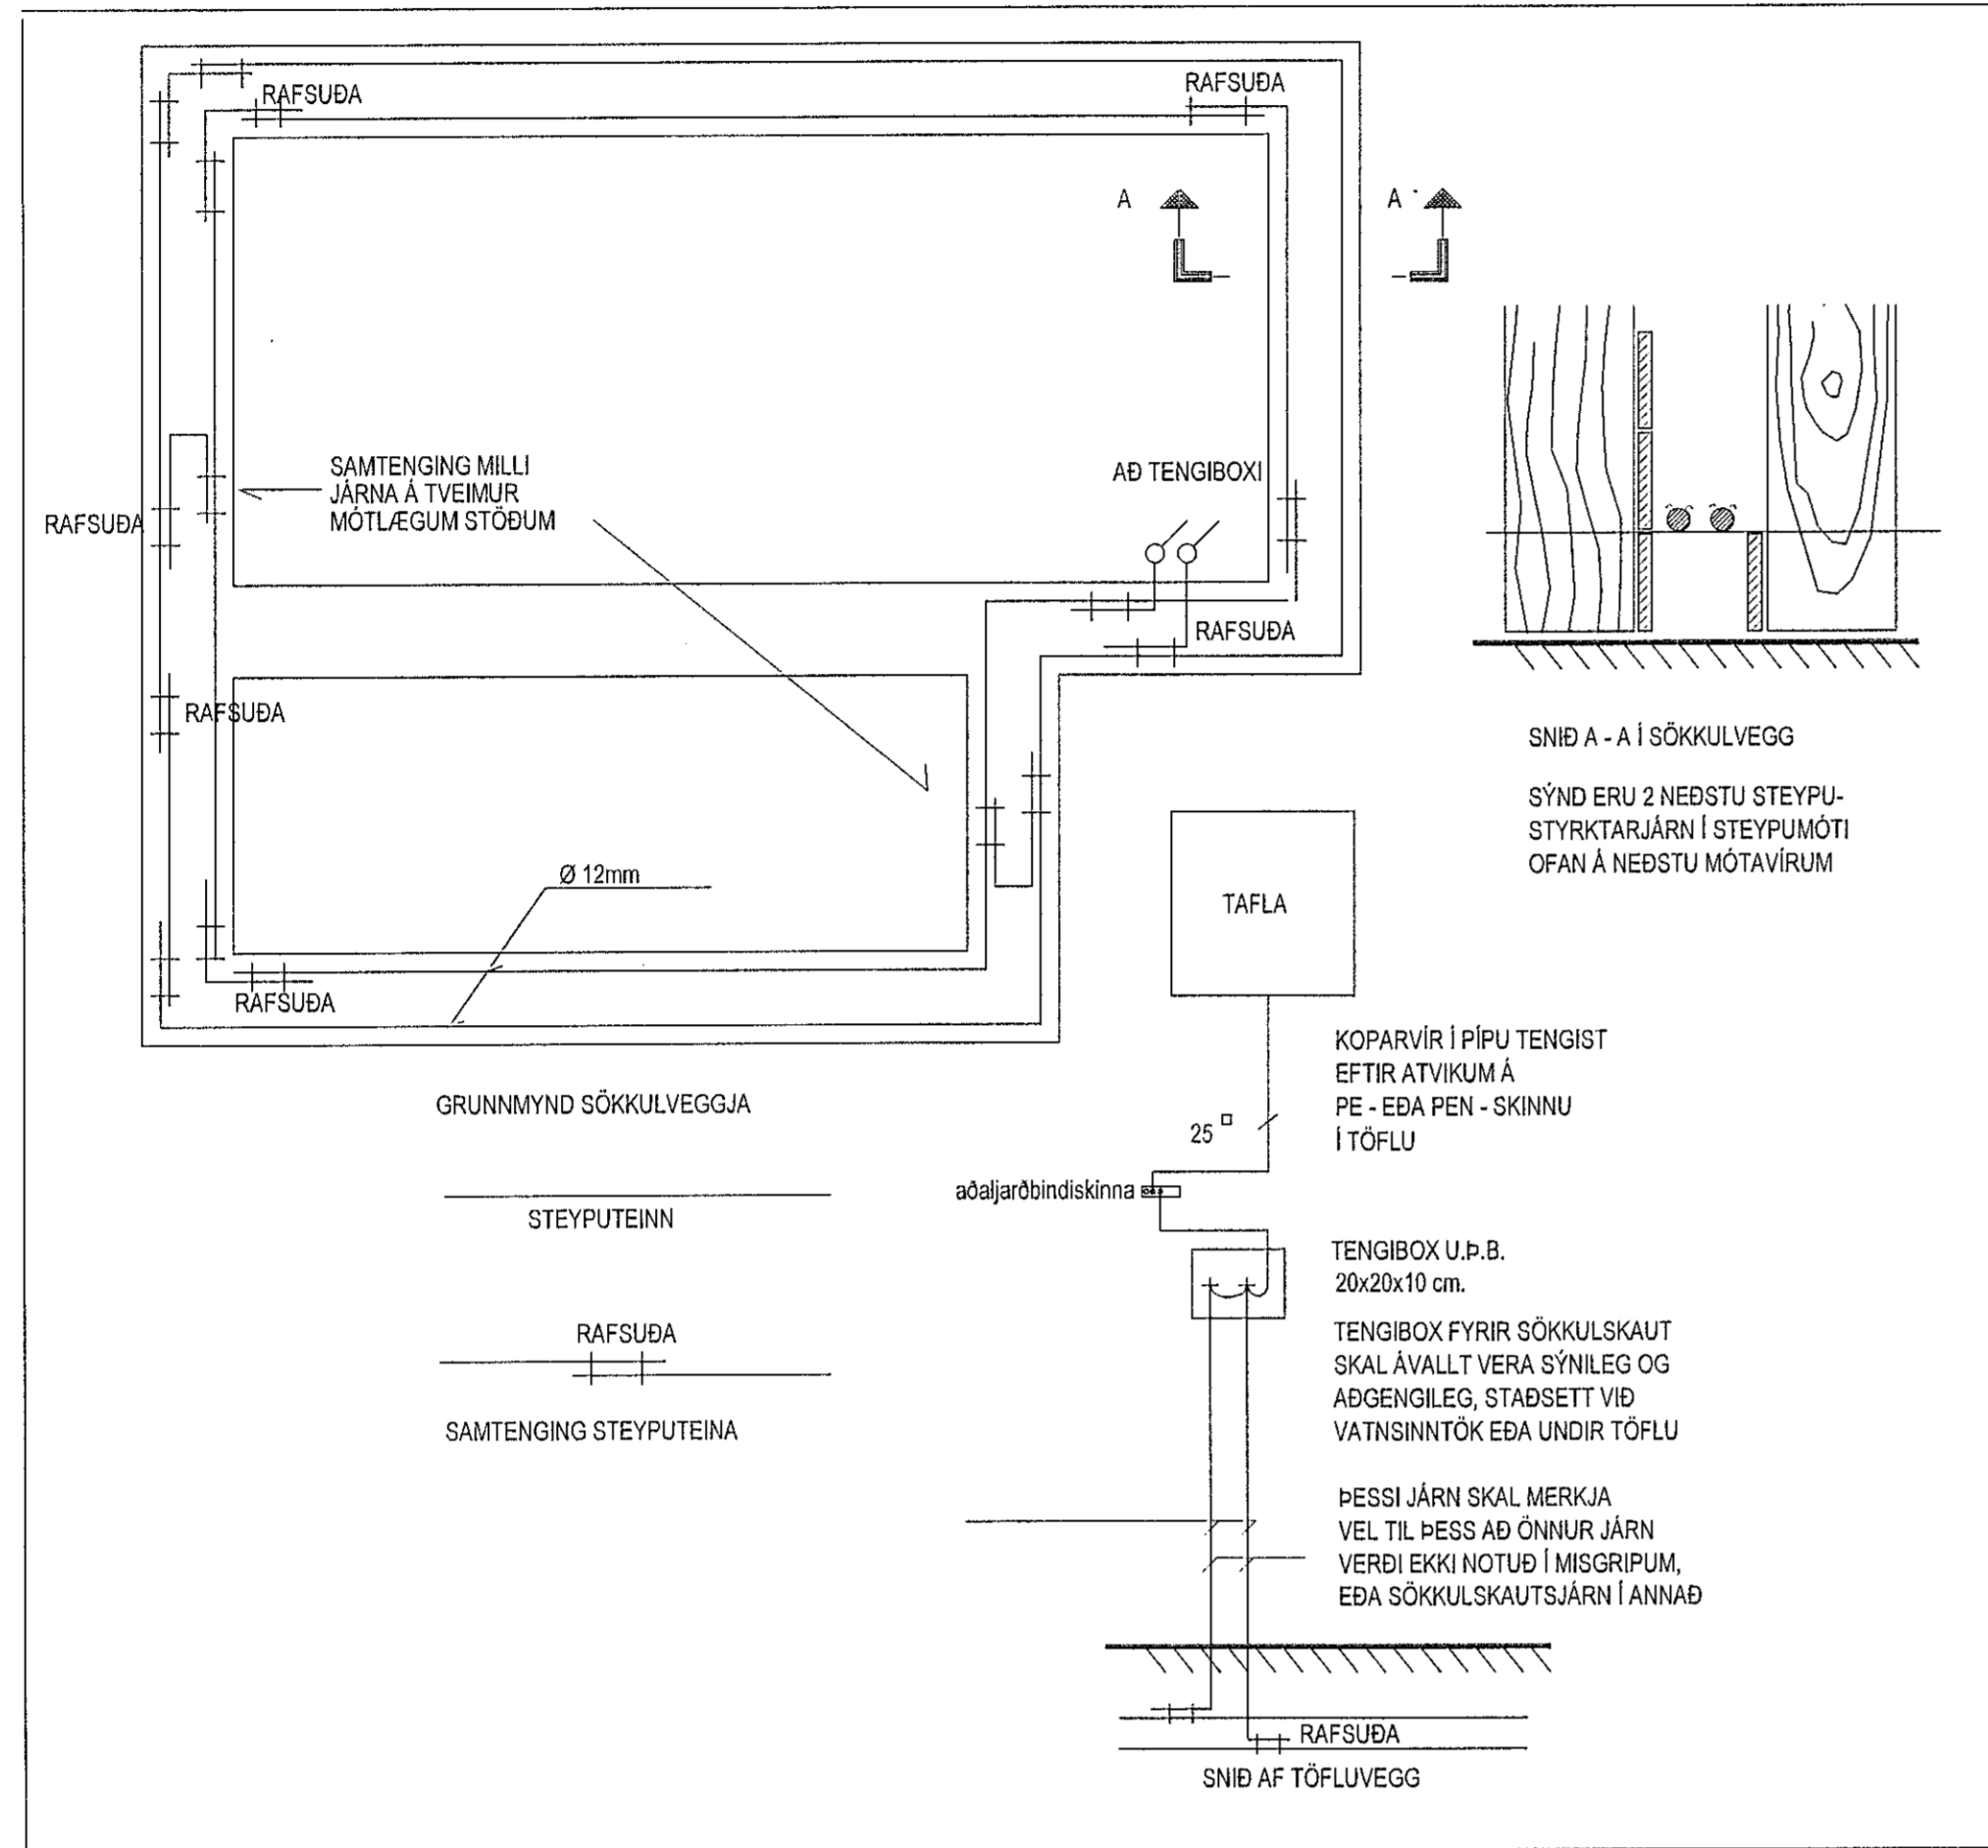 RAFSUÐA
RAFSUÐA
A
A
SAMTENGING MILLI
JÁRNA Á TVEIMUR
MÓTLÆGUM STÖÐUM
AÐ TENGIBOXI
RAFSUÐA
RAFSUÐA
RAFSUÐA
Ø 12mm
RAFSUÐA
GRUNNMYND SÖKKULVEGGJA
STEYPUTEINN
RAFSUÐA
SAMTENGING STEYPUTEINA
SNIÐ A - A Í SÖKKULVEGG
SÝND ERU 2 NEÐSTU STEYPU-
STYRKTARJÁRN Í STEYPUMÓTI
OFAN Á NEÐSTU MÓTAVÍRUM
TAFLA
KOPARVÍR Í PÍPU TENGIST
EFTIR ATVIKUM Á
PE - EÐA PEN - SKINNU
Í TÖFLU
25 □
aðaljarðbindiskinna
TENGIBOX U.Þ.B.
20x20x10 cm.
TENGIBOX FYRIR SÖKKULSKAUT
SKAL ÁVALLT VERA SÝNILEG OG
AÐGENGILEG, STAÐSETT VIÐ
VATNSINNTÖK EÐA UNDIR TÖFLU
ÞESSI JÁRN SKAL MERKJA
VEL TIL ÞESS AÐ ÖNNUR JÁRN
VERÐI EKKI NOTUÐ Í MISGRIPUM,
EÐA SÖKKULSKAUTSJÁRN Í ANNAÐ
RAFSUÐA
SNIÐ AF TÖFLUVEGG